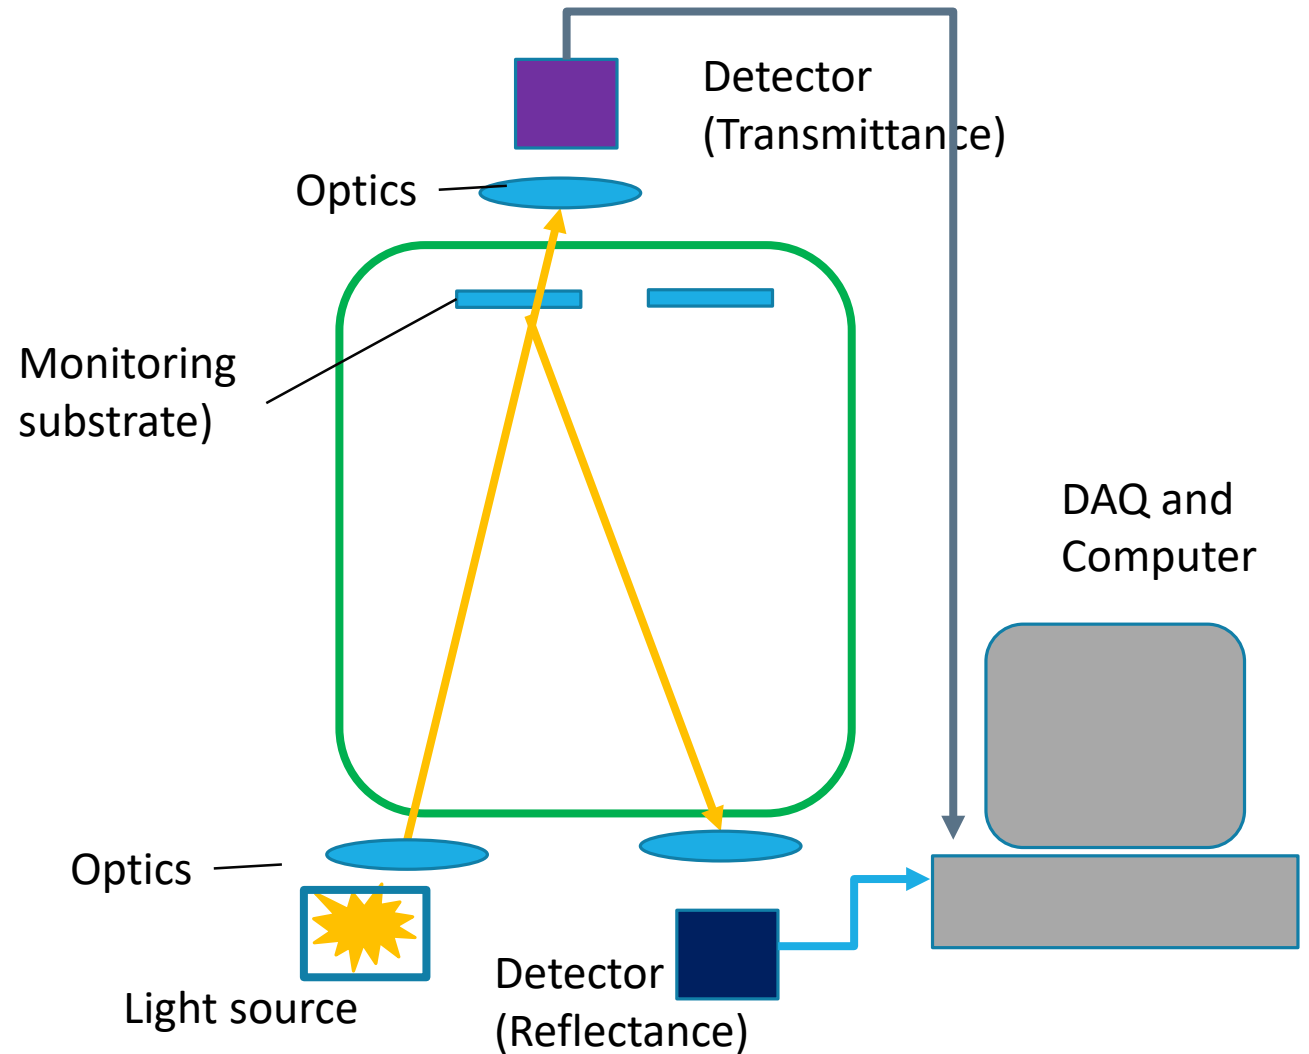 Detector
(Transmittance)
Optics
Monitoring
substrate)
DAQ and
Computer
Optics
Light source
Detector
(Reflectance)